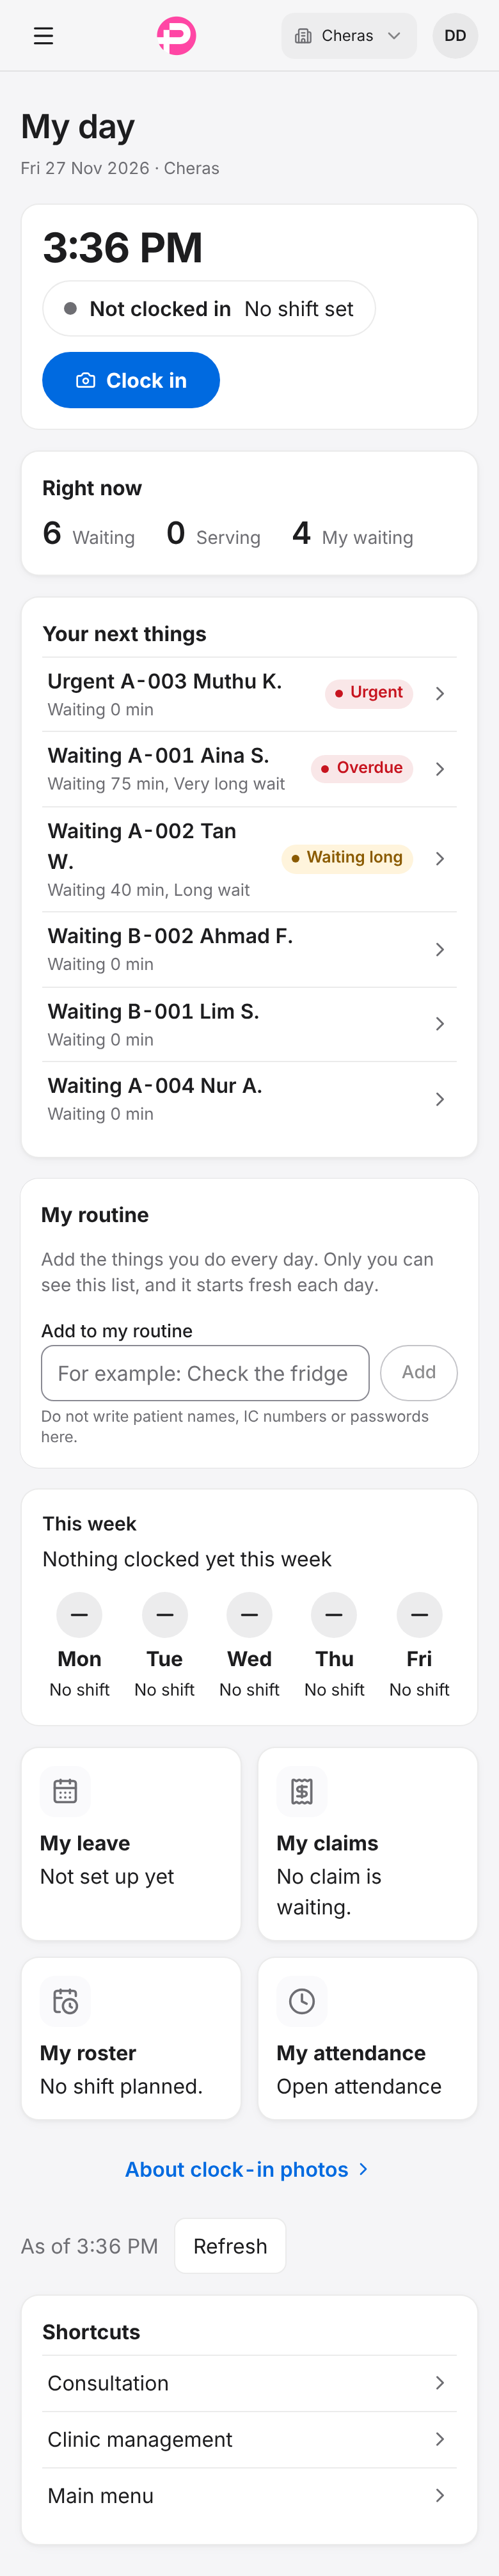 Cheras
DD
My day
Fri 27 Nov 2026 · Cheras
3:36 PM
Not clocked in No shift set
Clock in
Right now
6 Waiting 0 Serving 4 My waiting
Your next things
Urgent A-003 Muthu K.
Waiting 0 min
Urgent
Waiting A-001 Aina S.
Waiting 75 min, Very long wait
Overdue
Waiting A-002 Tan
W.
Waiting 40 min, Long wait
Waiting long
Waiting B-002 Ahmad F.
Waiting 0 min
Waiting B-001 Lim S.
Waiting 0 min
Waiting A-004 Nur A.
Waiting 0 min
My routine
Add the things you do every day. Only you can
see this list, and it starts fresh each day.
Add to my routine
For example: Check the fridge
Add
Do not write patient names, IC numbers or passwords
here.
This week
Nothing clocked yet this week
Mon Tue Wed Thu Fri
No shift No shift No shift No shift No shift
My leave
Not set up yet
My claims
No claim is
waiting.
My roster
No shift planned.
My attendance
Open attendance
About clock-in photos
As of 3:36 PM
Refresh
Shortcuts
Consultation
Clinic management
Main menu